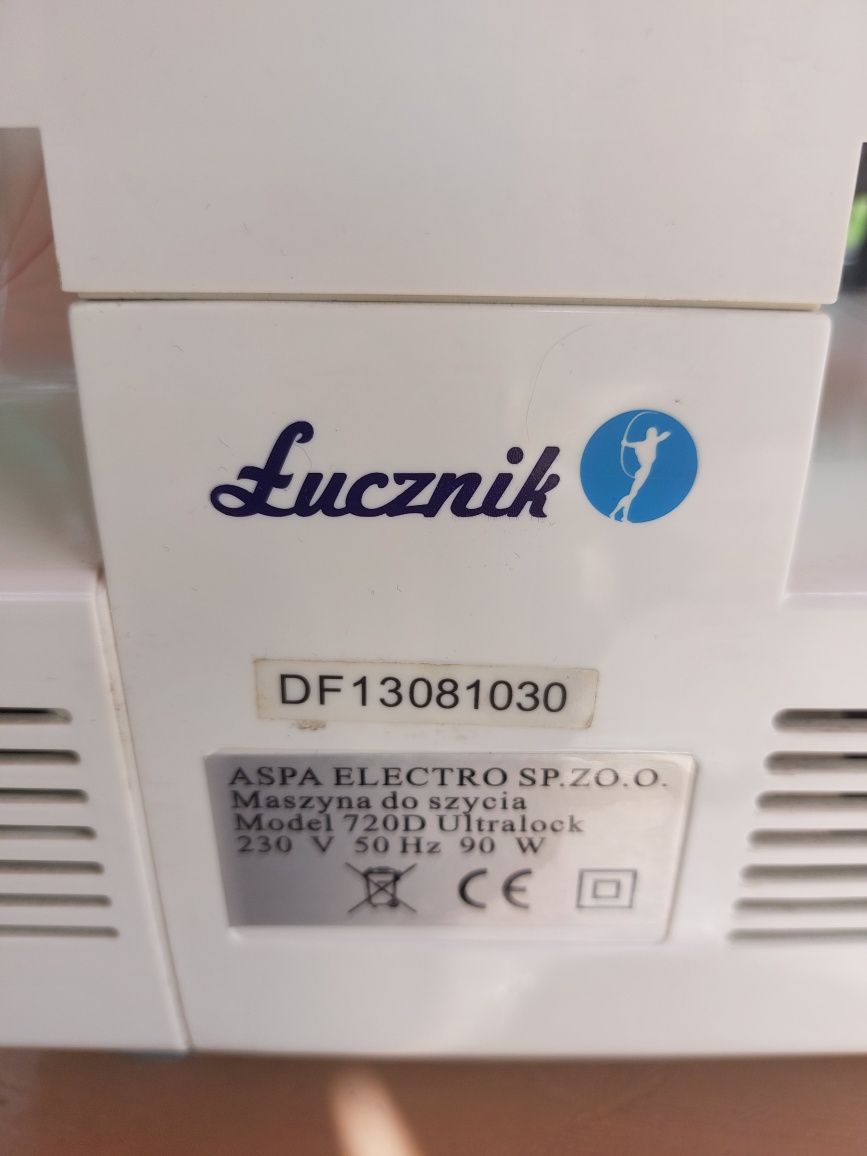 Łucznik
DF13081030
ASPA ELECTRO SP.ZO.O.
Maszyna do szycia
Model 720D Ultralock
230 V 50 Hz 90 W
CE